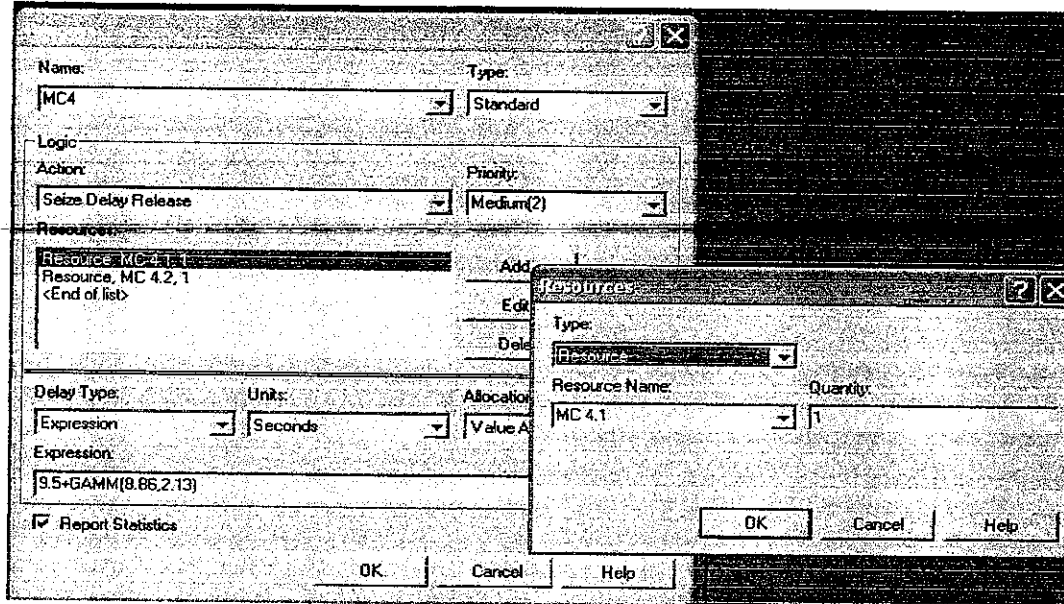 Name:
Type:
MC4
Standard
Logic
Action:
Priority:
Seize Delay Release
Medium(2)
Resources:
Resource, MC 4.1, 1
Resource, MC 4.2, 1
<End of list>
Add
Edit
Dele
Delay Type:
Units:
Allocation
Expression
Seconds
Value A
Expression:
9.5+GAMM(8.86,2.13)
Report Statistics
OK
Cancel
Help
Resources
Type:
Resource
Resource Name:
Quantity:
MC 4.1
1
OK
Cancel
Help